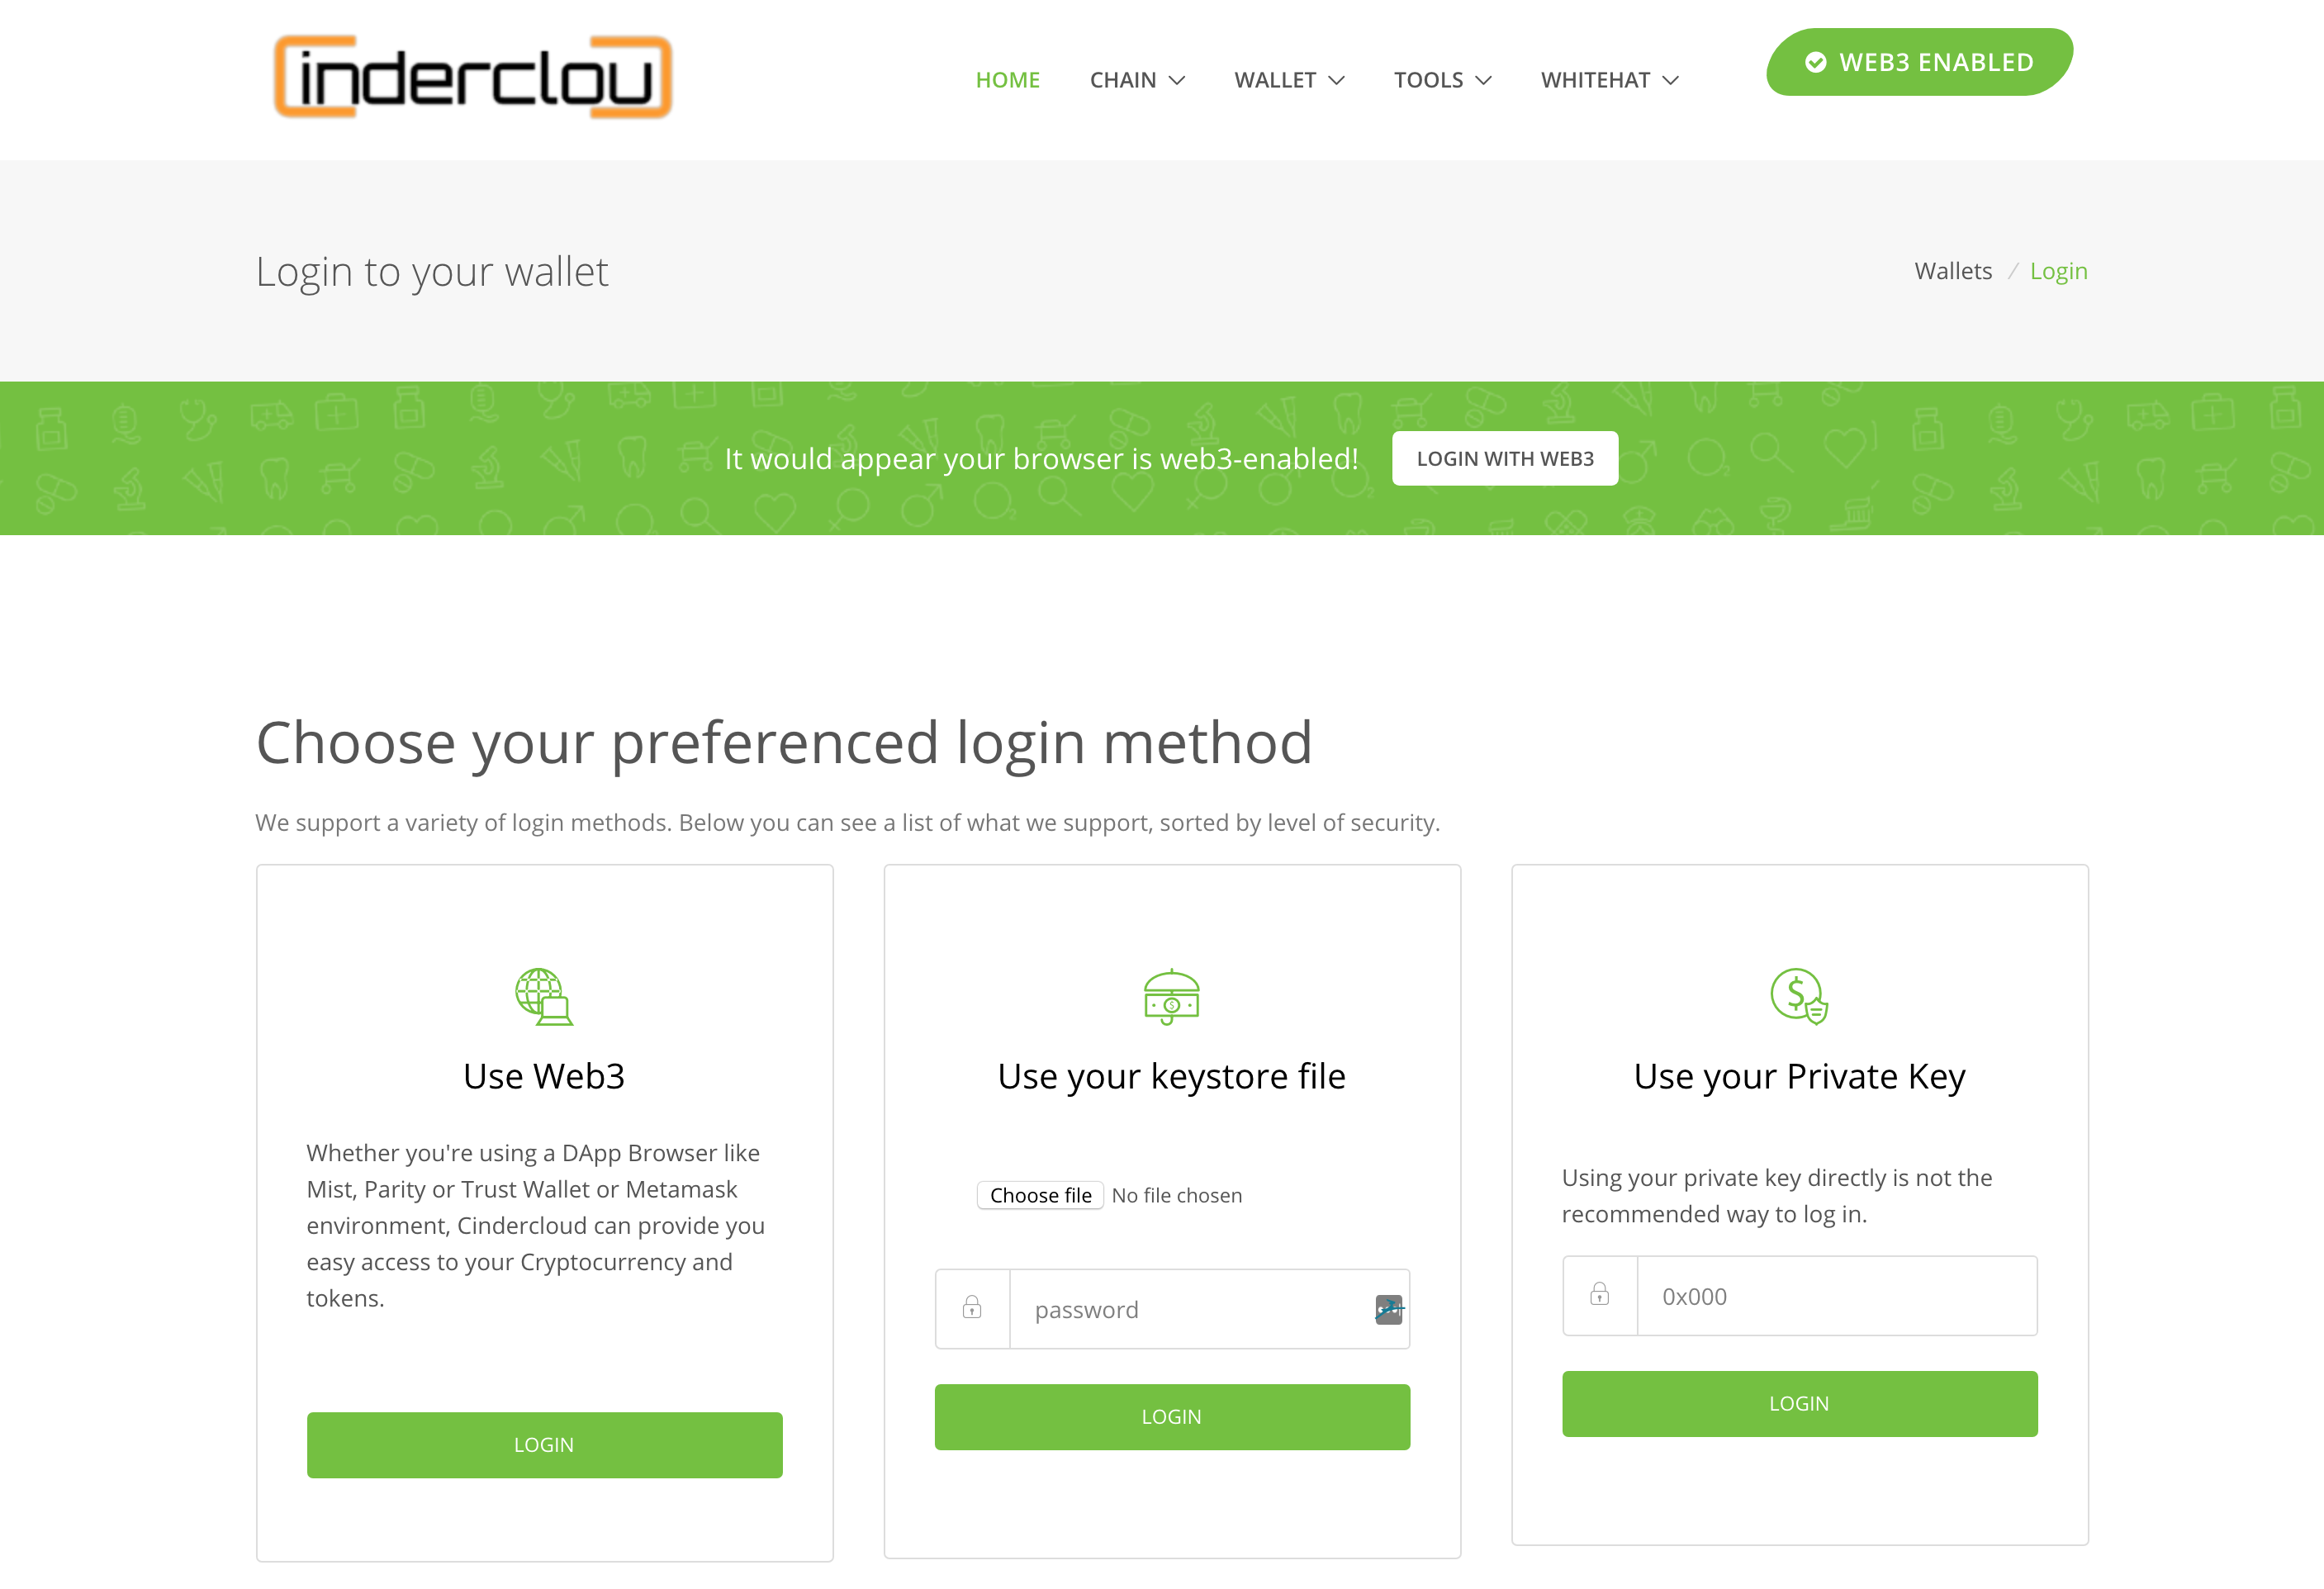 inderclou
HOME CHAIN WALLET TOOLS WHITEHAT WEB3 ENABLED
Login to your wallet
Wallets / Login
It would appear your browser is web3-enabled! LOGIN WITH WEB3
Choose your preferenced login method
We support a variety of login methods. Below you can see a list of what we support, sorted by level of security.
Use Web3
Whether you're using a DApp Browser like
Mist, Parity or Trust Wallet or Metamask
environment, Cindercloud can provide you
easy access to your Cryptocurrency and
tokens.
LOGIN
Use your keystore file
Choose file No file chosen
password
LOGIN
Use your Private Key
Using your private key directly is not the
recommended way to log in.
0x000
LOGIN